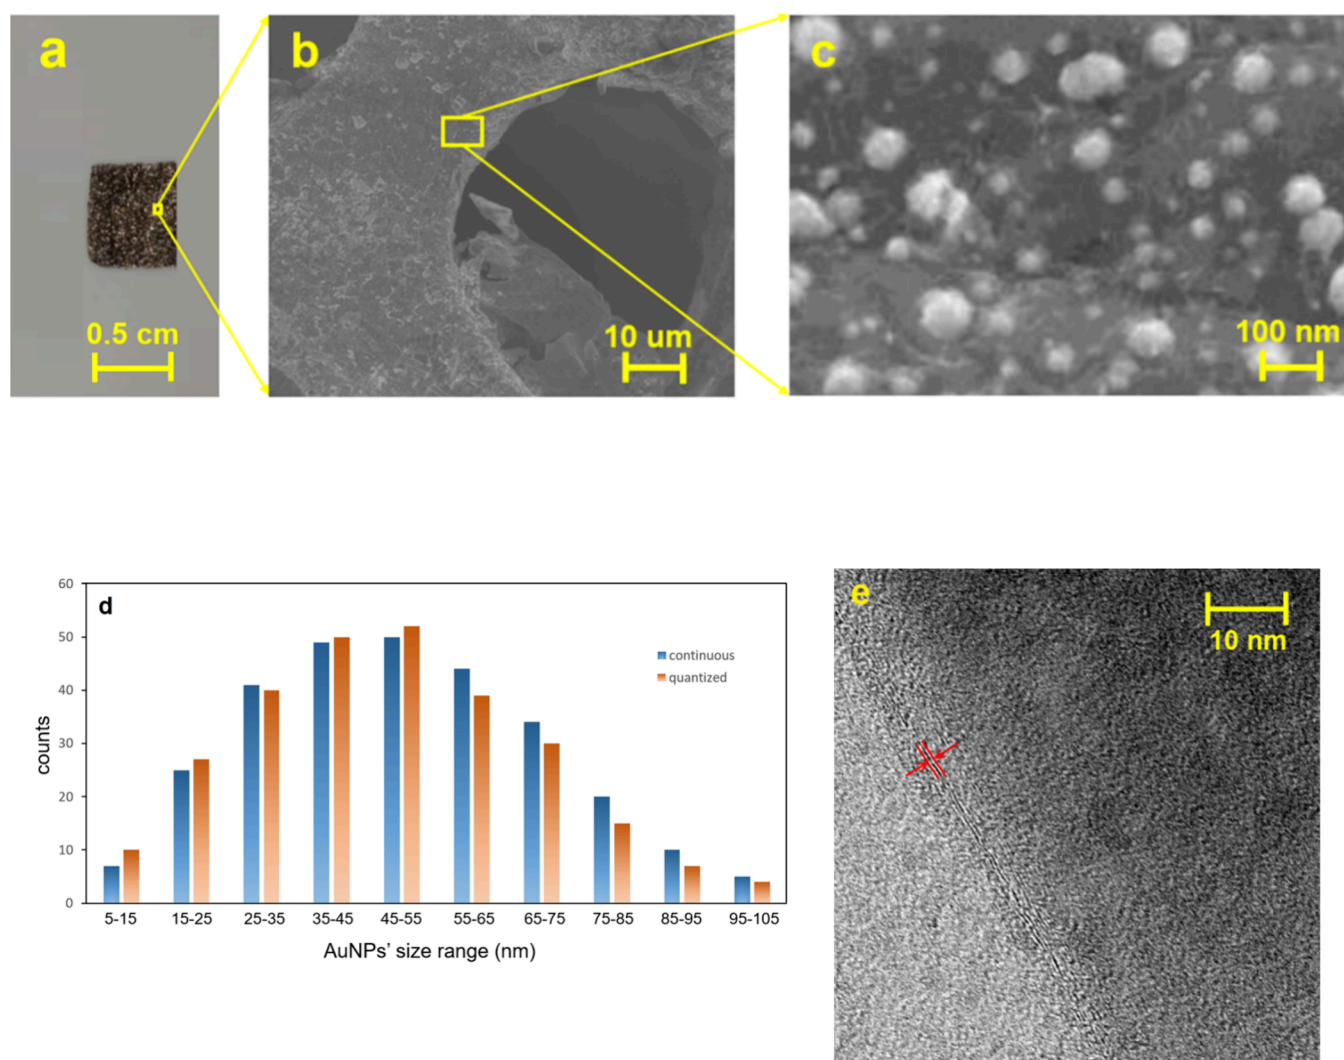 a
0.5 cm
b
10 um
c
100 nm
d
60
50
40
30
20
10
0
counts
continuous
quantized
5-15
15-25
25-35
35-45
45-55
55-65
65-75
75-85
85-95
95-105
AuNPs’ size range (nm)
e
10 nm